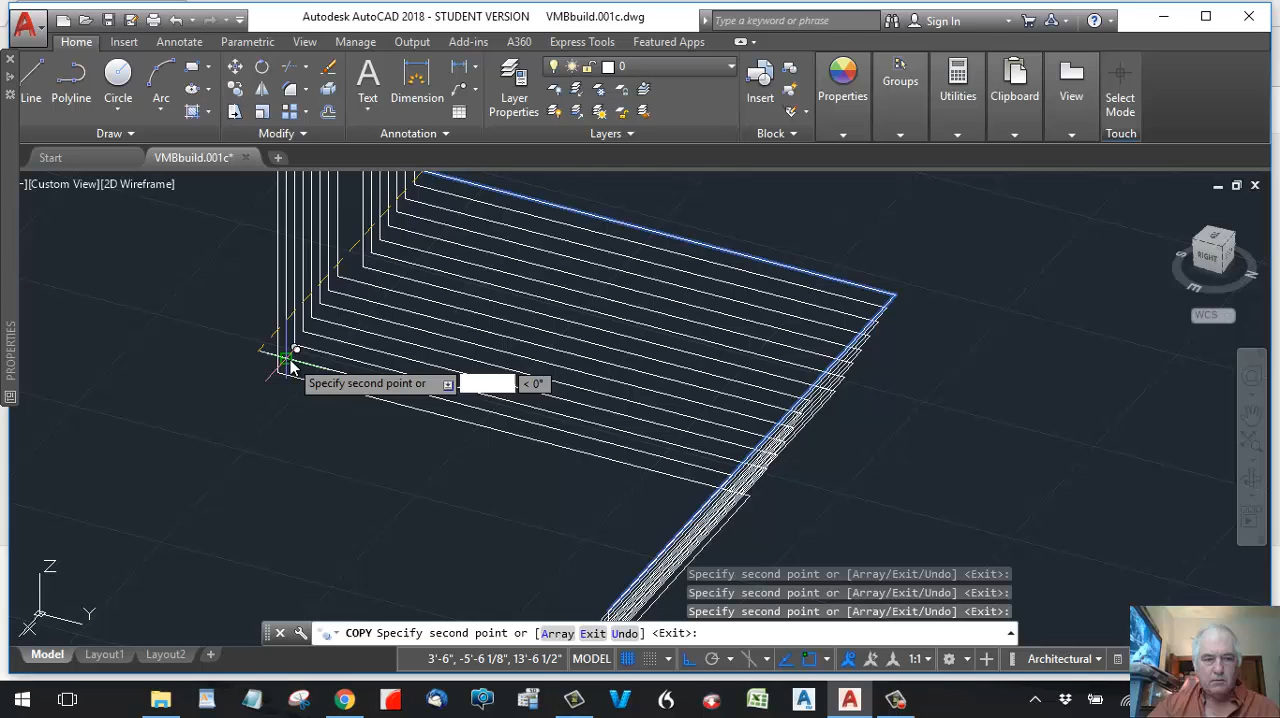 Autodesk AutoCAD 2018 - STUDENT VERSION VMBbuild.001c.dwg
Type a keyword or phrase
Sign In
Home Insert Annotate Parametric View Manage Output Add-ins A360 Express Tools Featured Apps
0
Line Polyline Circle Arc Text Dimension Layer Properties Insert Properties Groups Utilities Clipboard View Select Mode
Draw Modify Annotation Layers Block Touch
Start VMBbuild.001c*
−][Custom View][2D Wireframe]
RIGHT
WCS
PROPERTIES
Specify second point or < 0°
Z
Y
X
Specify second point or [Array/Exit/Undo] <Exit>:
Specify second point or [Array/Exit/Undo] <Exit>:
Specify second point or [Array/Exit/Undo] <Exit>:
COPY Specify second point or [Array Exit Undo] <Exit>:
Model Layout1 Layout2
3'-6", -5'-6 1/8", 13'-6 1/2" MODEL 1:1 Architectural